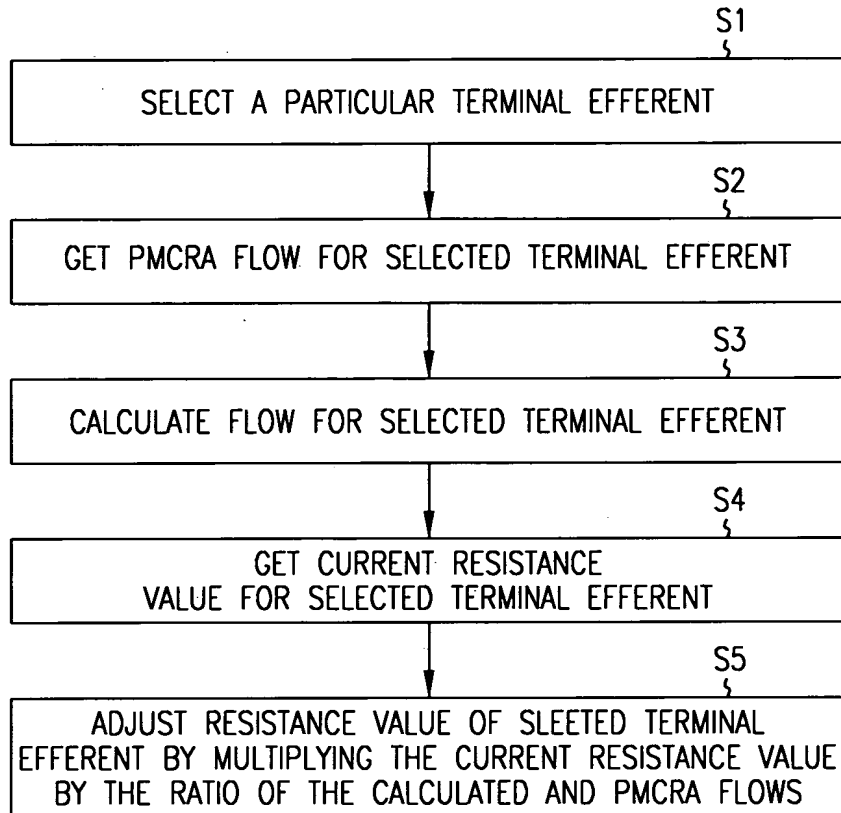 S1
SELECT A PARTICULAR TERMINAL EFFERENT
S2
GET PMCRA FLOW FOR SELECTED TERMINAL EFFERENT
S3
CALCULATE FLOW FOR SELECTED TERMINAL EFFERENT
S4
GET CURRENT RESISTANCE
VALUE FOR SELECTED TERMINAL EFFERENT
S5
ADJUST RESISTANCE VALUE OF SLEETED TERMINAL
EFFERENT BY MULTIPLYING THE CURRENT RESISTANCE VALUE
BY THE RATIO OF THE CALCULATED AND PMCRA FLOWS